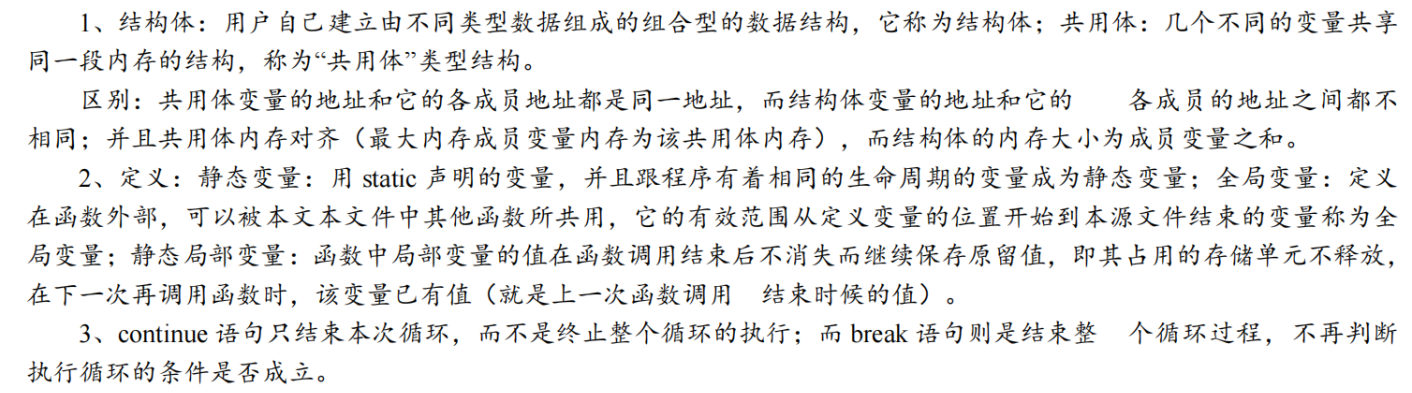 1、结构体：用户自己建立由不同类型数据组成的组合型的数据结构，它称为结构体；共用体：几个不同的变量共享
同一段内存的结构，称为“共用体”类型结构。
区别：共用体变量的地址和它的各成员地址都是同一地址，而结构体变量的地址和它的　　各成员的地址之间都不
相同；并且共用体内存对齐（最大内存成员变量内存为该共用体内存），而结构体的内存大小为成员变量之和。
2、定义：静态变量：用 static 声明的变量，并且跟程序有着相同的生命周期的变量成为静态变量；全局变量：定义
在函数外部，可以被本文本文件中其他函数所共用，它的有效范围从定义变量的位置开始到本源文件结束的变量称为全
局变量；静态局部变量：函数中局部变量的值在函数调用结束后不消失而继续保存原留值，即其占用的存储单元不释放，
在下一次再调用函数时，该变量已有值（就是上一次函数调用　结束时候的值）。
3、continue 语句只结束本次循环，而不是终止整个循环的执行；而 break 语句则是结束整　个循环过程，不再判断
执行循环的条件是否成立。